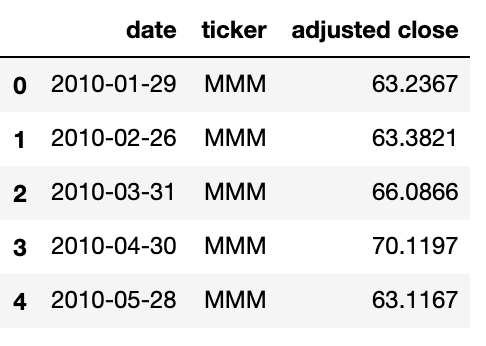 date ticker adjusted close
0 2010-01-29 MMM 63.2367
1 2010-02-26 MMM 63.3821
2 2010-03-31 MMM 66.0866
3 2010-04-30 MMM 70.1197
4 2010-05-28 MMM 63.1167